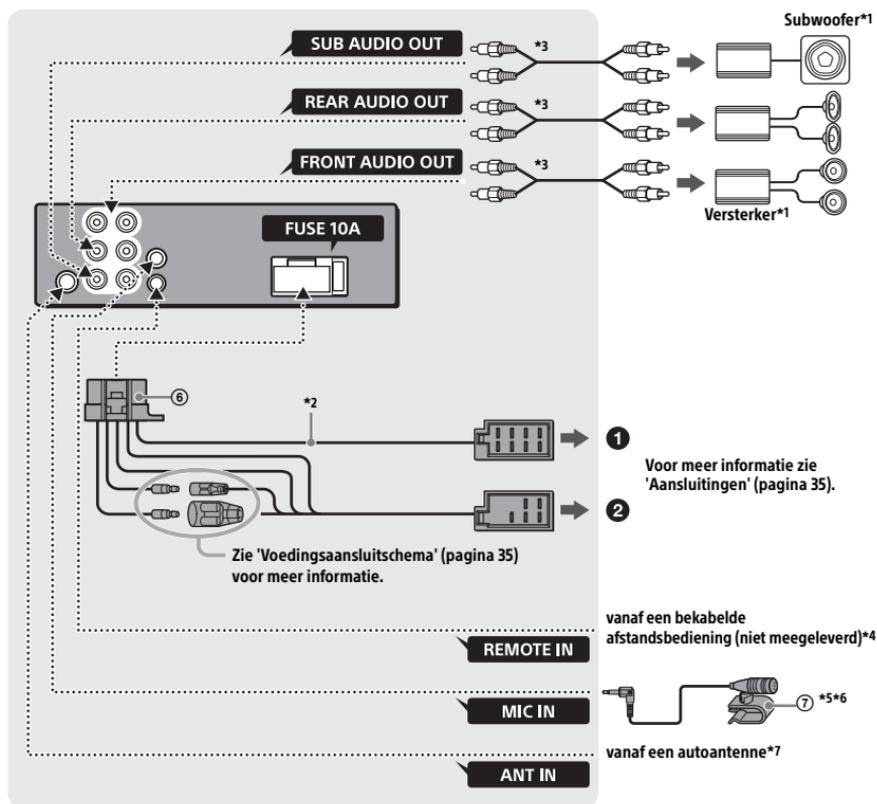 Subwoofer*1
SUB AUDIO OUT
*3
REAR AUDIO OUT
*3
FRONT AUDIO OUT
*3
Versterker*1
FUSE 10A
⑥
*2
❶
Voor meer informatie zie
'Aansluitingen' (pagina 35).
❷
Zie 'Voedingsaansluitschema' (pagina 35)
voor meer informatie.
vanaf een bekabelde
afstandsbediening (niet meegeleverd)*4
REMOTE IN
⑦ *5*6
MIC IN
vanaf een autoantenne*7
ANT IN